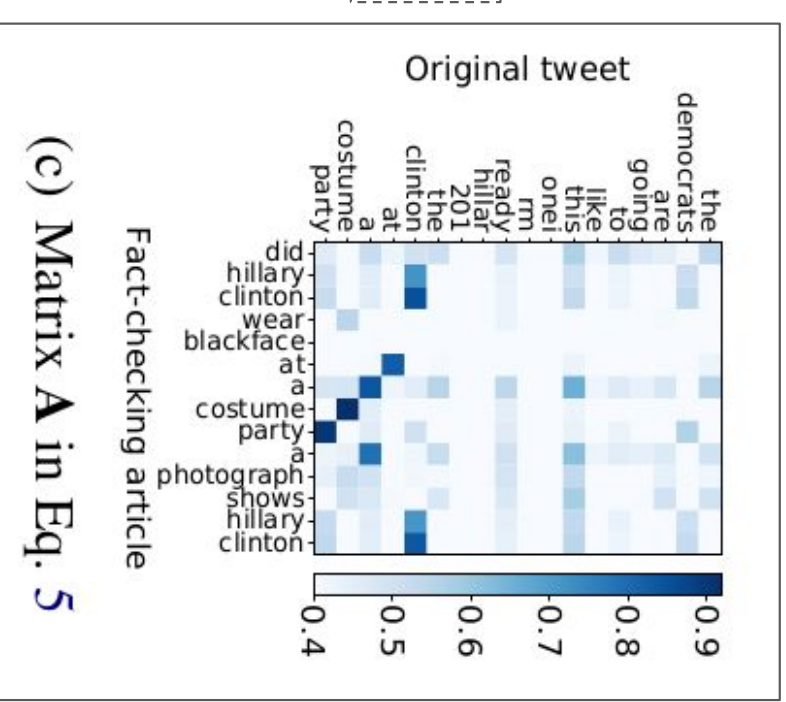 Original tweet
party
costume
a
at
clinton
the
201
hillar
ready
rm
onei
this
like
to
going
are
democrats
the
did
hillary
clinton
wear
blackface
at
a
costume
party
a
photograph
shows
hillary
clinton
Fact-checking article
0.4
0.5
0.6
0.7
0.8
0.9
(c) Matrix A in Eq. 5